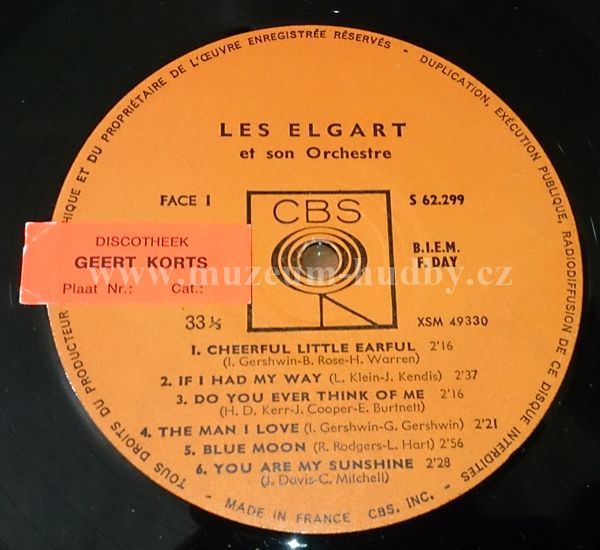 TOUS DROITS DU PRODUCTEUR HIQUE ET DU PROPRIÉTAIRE DE L'ŒUVRE ENREGISTRÉE RÉSERVÉS - DUPLICATION, EXÉCUTION PUBLIQUE, RADIODIFFUSION DE CE DISQUE INTERDITES
LES ELGART
et son Orchestre
FACE I
CBS
S 62.299
DISCOTHEEK
GEERT KORTS
Plaat Nr.: Cat.:
B.I.E.M.
F. DAY
www.muzeum-hudby.cz
33⅓
XSM 49330
1. CHEERFUL LITTLE EARFUL 2'16
(I. Gershwin-B. Rose-H. Warren)
2. IF I HAD MY WAY (L. Klein-J. Kendis) 2'37
3. DO YOU EVER THINK OF ME 2'16
(H. D. Kerr-J. Cooper-E. Burtnett)
4. THE MAN I LOVE (I. Gershwin-G. Gershwin) 2'21
5. BLUE MOON (R. Rodgers-L. Hart) 2'56
6. YOU ARE MY SUNSHINE 2'28
(J. Davis-C. Mitchell)
- MADE IN FRANCE CBS. INC. -